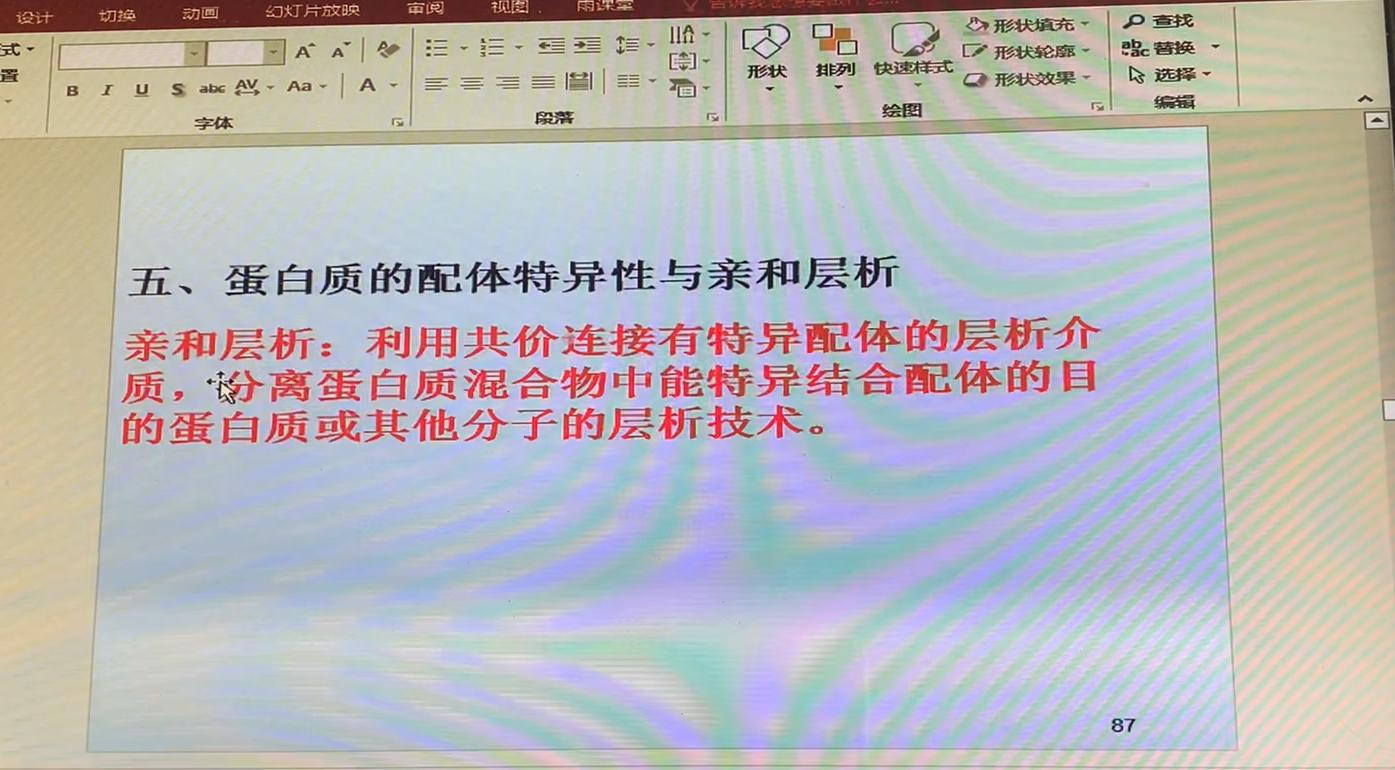 设计 切换 动画 幻灯片放映 审阅 视图 雨课堂
式
置
B I U S abc AV Aa A
字体
段落
形状 排列 快速样式
形状填充
形状轮廓
形状效果
绘图
查找
替换
选择
编辑
五、蛋白质的配体特异性与亲和层析
亲和层析：利用共价连接有特异配体的层析介
质，分离蛋白质混合物中能特异结合配体的目
的蛋白质或其他分子的层析技术。
87